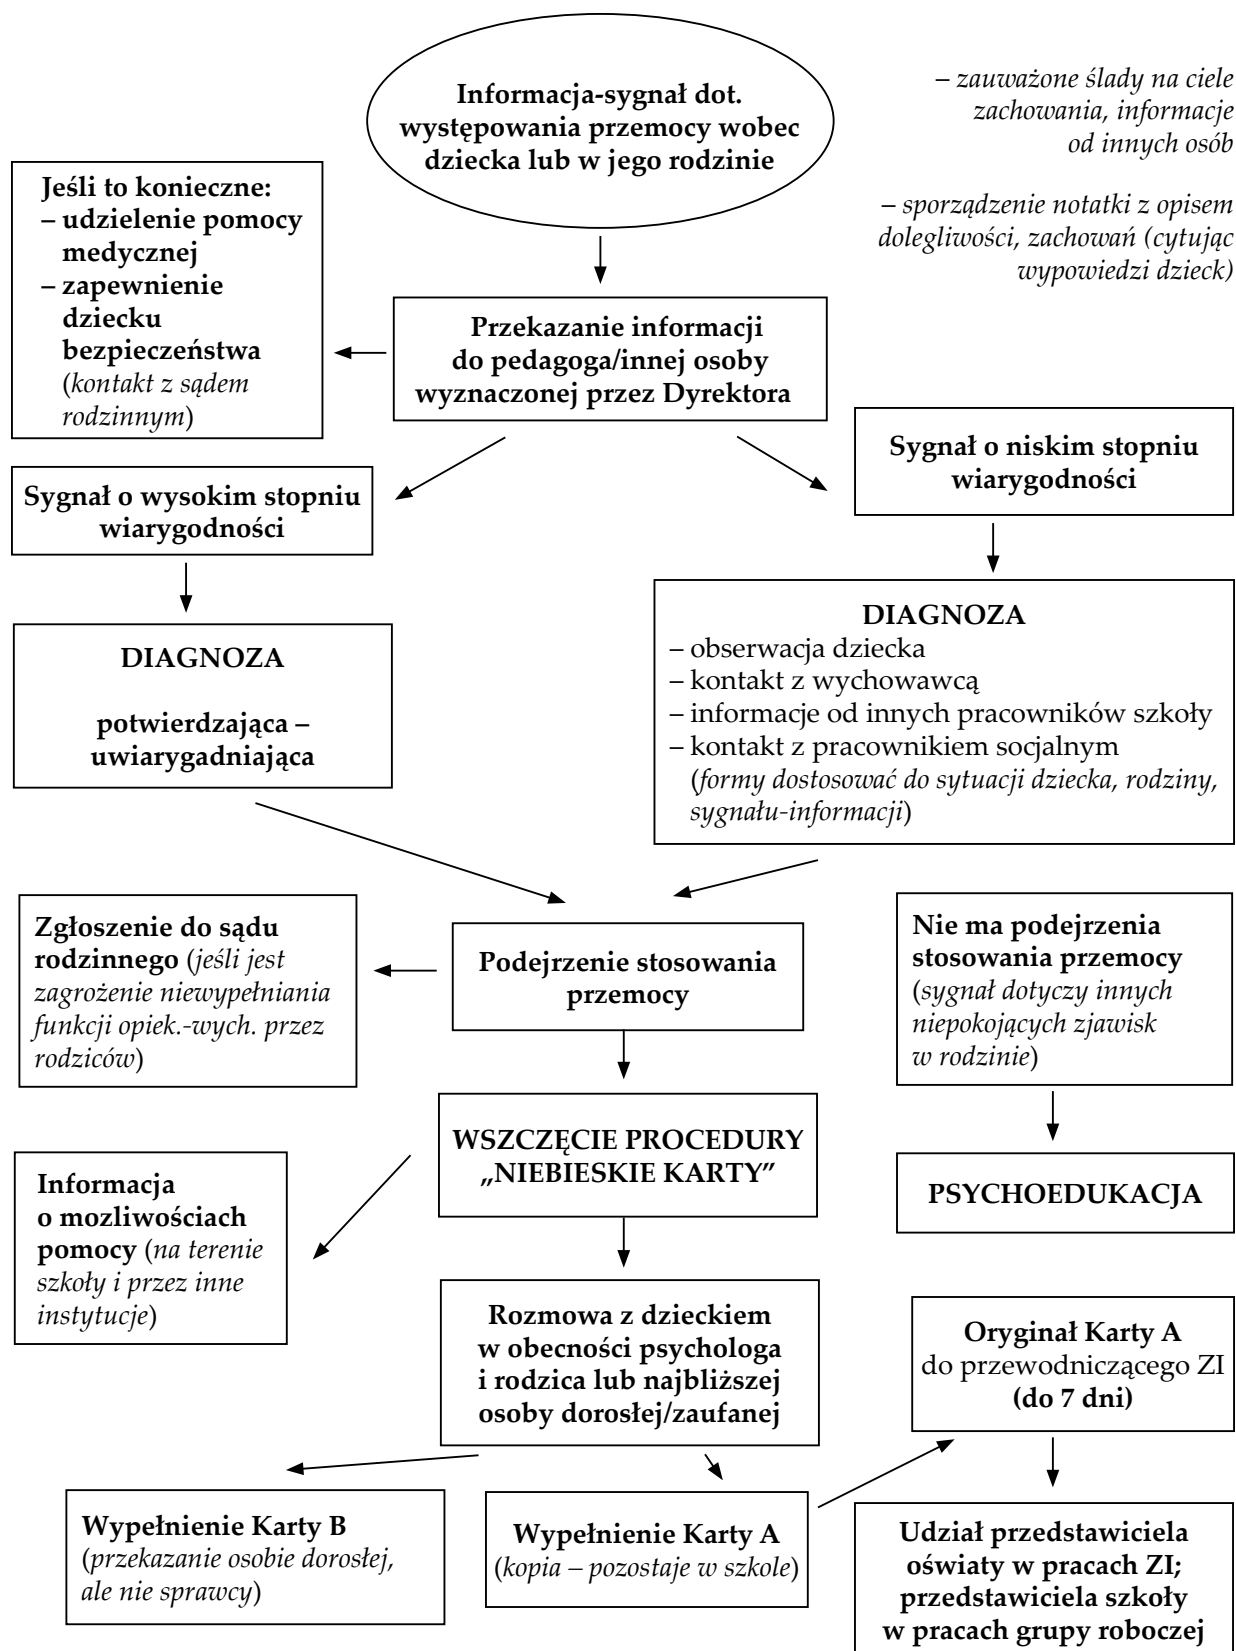 Informacja-sygnał dot.
występowania przemocy wobec
dziecka lub w jego rodzinie
– zauważone ślady na ciele
zachowania, informacje
od innych osób
– sporządzenie notatki z opisem
dolegliwości, zachowań (cytując
wypowiedzi dzieck)
Jeśli to konieczne:
– udzielenie pomocy
medycznej
– zapewnienie
dziecku
bezpieczeństwa
(kontakt z sądem
rodzinnym)
Przekazanie informacji
do pedagoga/innej osoby
wyznaczonej przez Dyrektora
Sygnał o wysokim stopniu
wiarygodności
Sygnał o niskim stopniu
wiarygodności
DIAGNOZA
potwierdzająca –
uwiarygadniająca
DIAGNOZA
– obserwacja dziecka
– kontakt z wychowawcą
– informacje od innych pracowników szkoły
– kontakt z pracownikiem socjalnym
(formy dostosować do sytuacji dziecka, rodziny,
sygnału-informacji)
Zgłoszenie do sądu
rodzinnego (jeśli jest
zagrożenie niewypełniania
funkcji opiek.-wych. przez
rodziców)
Podejrzenie stosowania
przemocy
Nie ma podejrzenia
stosowania przemocy
(sygnał dotyczy innych
niepokojących zjawisk
w rodzinie)
WSZCZĘCIE PROCEDURY
„NIEBIESKIE KARTY”
PSYCHOEDUKACJA
Informacja
o mozliwościach
pomocy (na terenie
szkoły i przez inne
instytucje)
Rozmowa z dzieckiem
w obecności psychologa
i rodzica lub najbliższej
osoby dorosłej/zaufanej
Oryginał Karty A
do przewodniczącego ZI
(do 7 dni)
Wypełnienie Karty B
(przekazanie osobie dorosłej,
ale nie sprawcy)
Wypełnienie Karty A
(kopia – pozostaje w szkole)
Udział przedstawiciela
oświaty w pracach ZI;
przedstawiciela szkoły
w pracach grupy roboczej